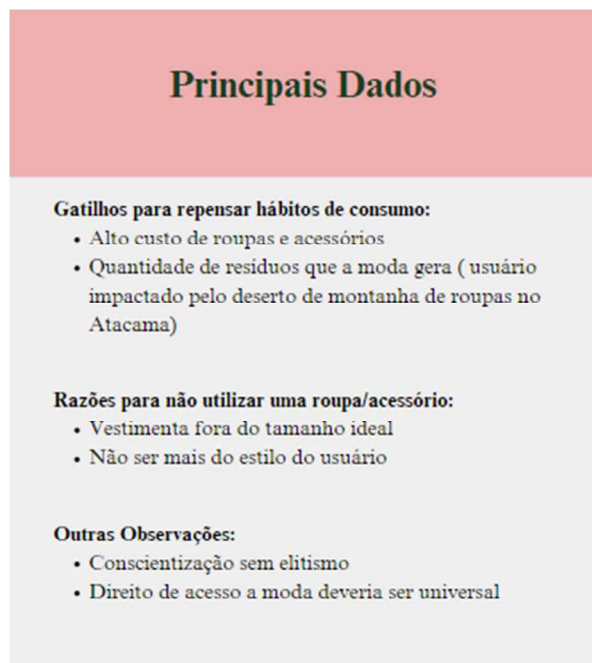 Principais Dados
Gatilhos para repensar hábitos de consumo:
• Alto custo de roupas e acessórios
• Quantidade de resíduos que a moda gera ( usuário
impactado pelo deserto de montanha de roupas no
Atacama)
Razões para não utilizar uma roupa/acessório:
• Vestimenta fora do tamanho ideal
• Não ser mais do estilo do usuário
Outras Observações:
• Conscientização sem elitismo
• Direito de acesso a moda deveria ser universal